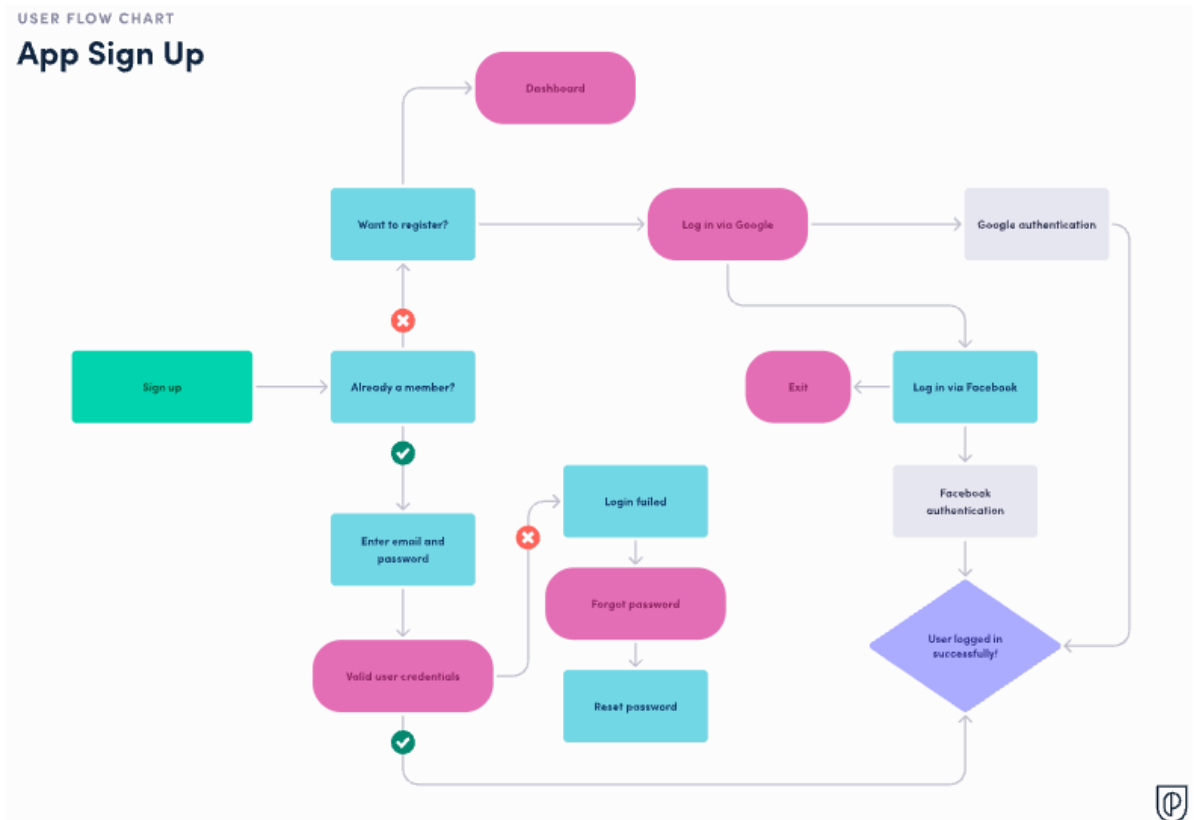 USER FLOW CHART
App Sign Up
Dashboard
Want to register?
Log in via Google
Google authentication
Sign up
Already a member?
Exit
Log in via Facebook
Login failed
Facebook
authentication
Enter email and
password
Forgot password
User logged in
successfully!
Valid user credentials
Reset password